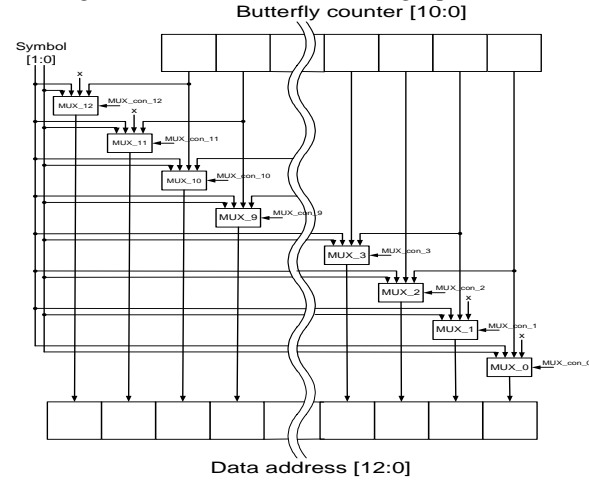 Butterfly counter [10:0]
Symbol
[1:0]
x
MUX_12
MUX_con_12
x
MUX_11
MUX_con_11
MUX_10
MUX_con_10
MUX_9
MUX_con_9
MUX_3
MUX_con_3
MUX_2
MUX_con_2
x
MUX_1
MUX_con_1
x
MUX_0
MUX_con_0
Data address [12:0]